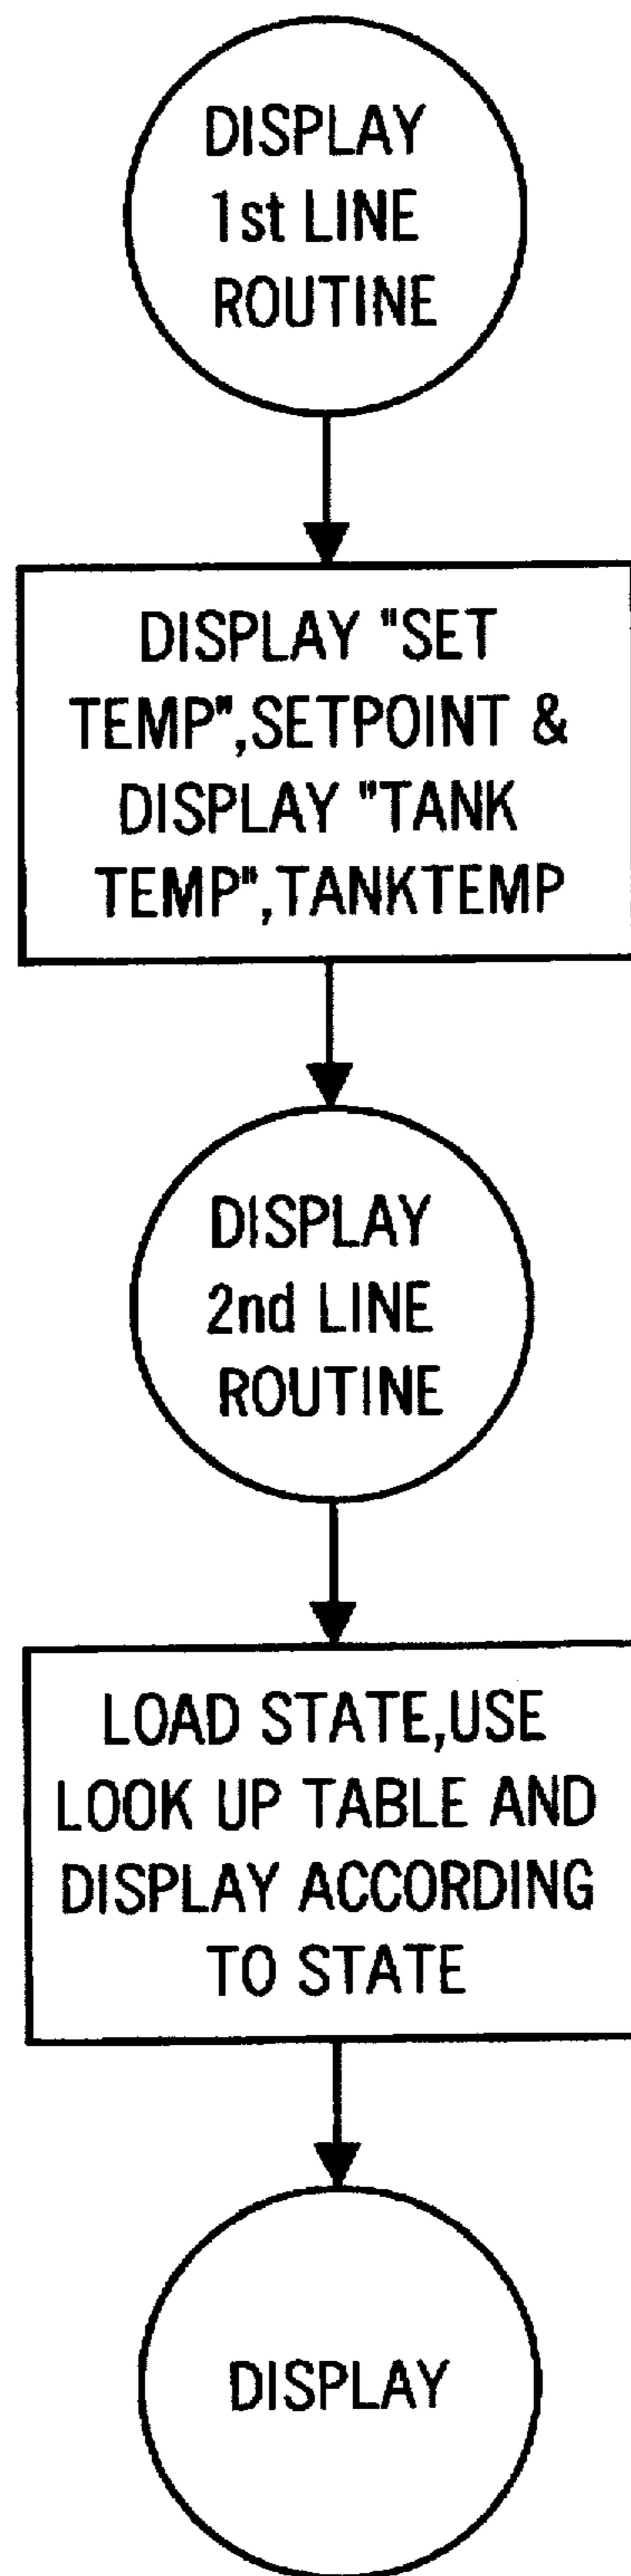 DISPLAY
1st LINE
ROUTINE
DISPLAY "SET
TEMP",SETPOINT &
DISPLAY "TANK
TEMP",TANKTEMP
DISPLAY
2nd LINE
ROUTINE
LOAD STATE,USE
LOOK UP TABLE AND
DISPLAY ACCORDING
TO STATE
DISPLAY